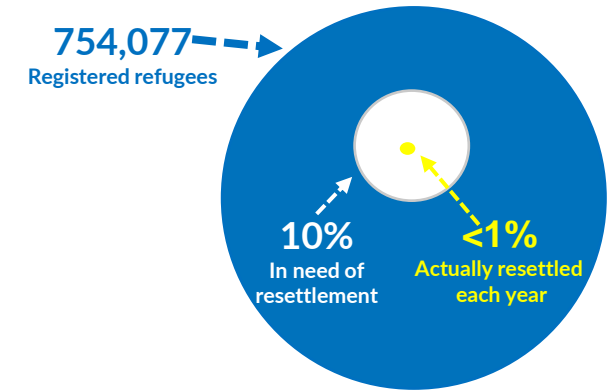 754,077
Registered refugees
10%
In need of
resettlement
<1%
Actually resettled
each year